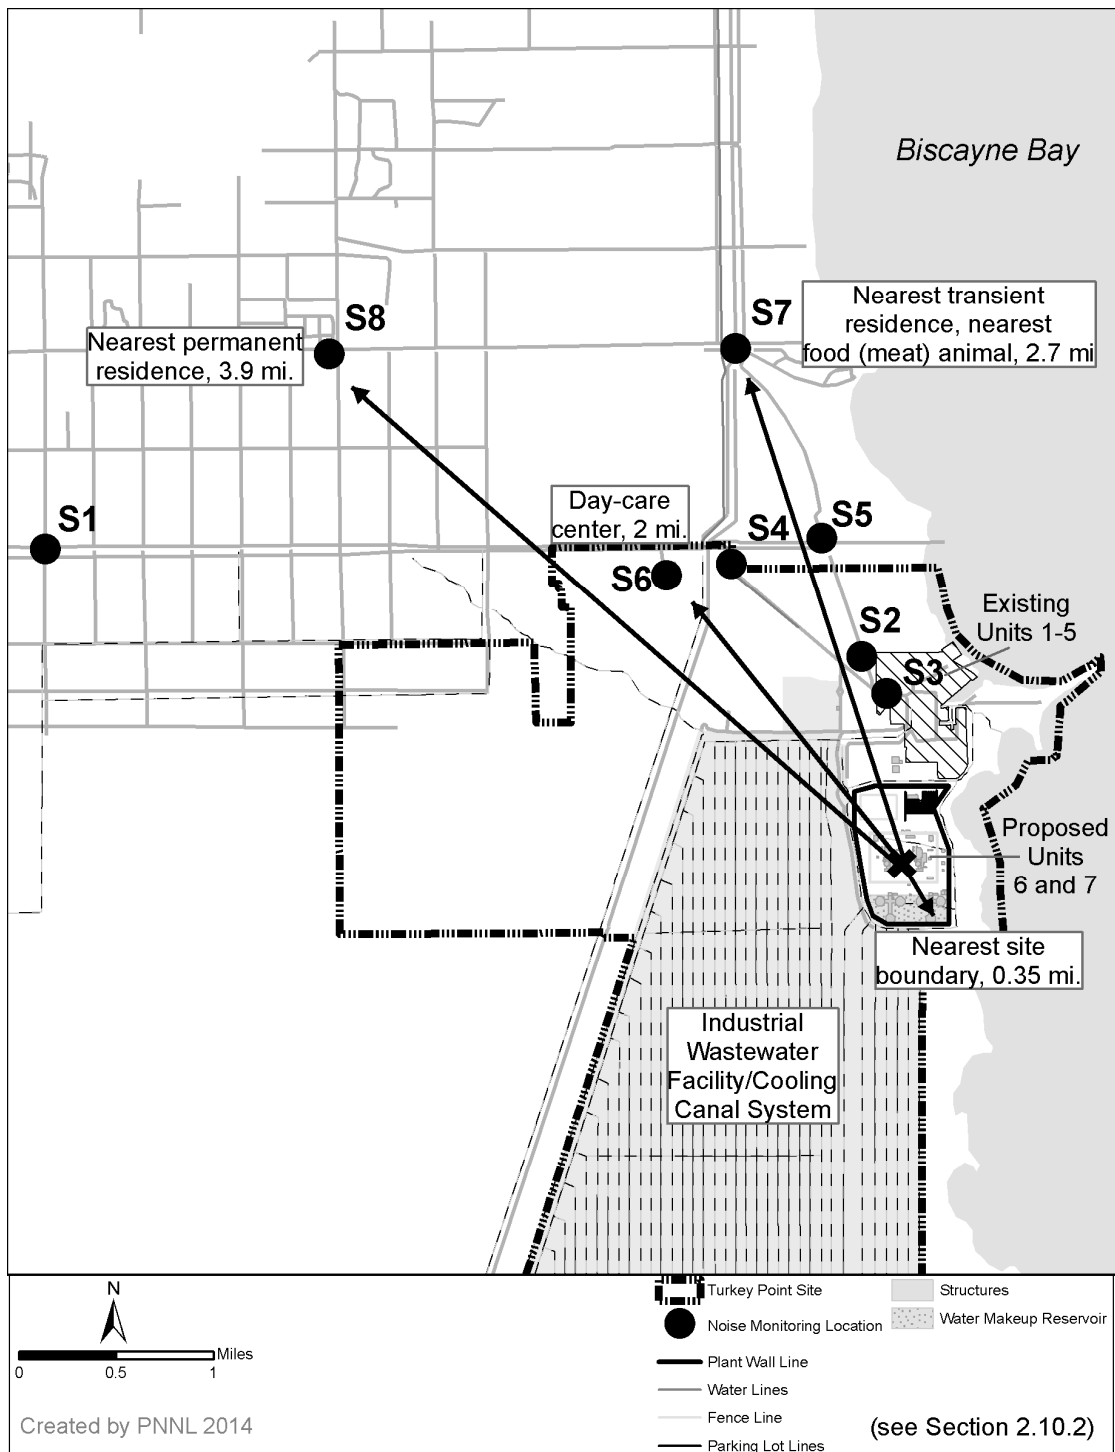 Biscayne Bay
S8
S7
Nearest transient
residence, nearest
food (meat) animal, 2.7 mi
Nearest permanent
residence, 3.9 mi.
S1
Day-care
center, 2 mi.
S4
S5
S6
Existing
Units 1-5
S2
S3
Proposed
Units
6 and 7
Nearest site
boundary, 0.35 mi.
Industrial
Wastewater
Facility/Cooling
Canal System
N
Miles
0
0.5
1
Created by PNNL 2014
Turkey Point Site
Noise Monitoring Location
Plant Wall Line
Water Lines
Fence Line
Parking Lot Lines
Structures
Water Makeup Reservoir
(see Section 2.10.2)